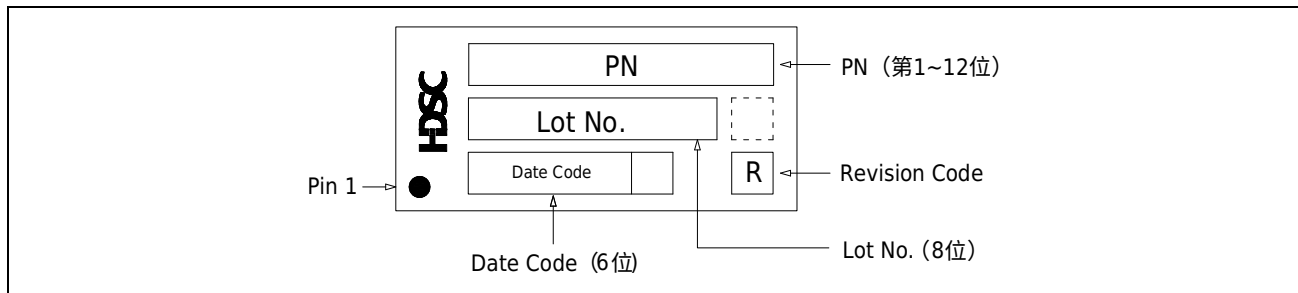 HDSC
PN
PN（第1~12位）
Lot No.
Date Code
R
Revision Code
Pin 1
Lot No.（8位）
Date Code（6位）